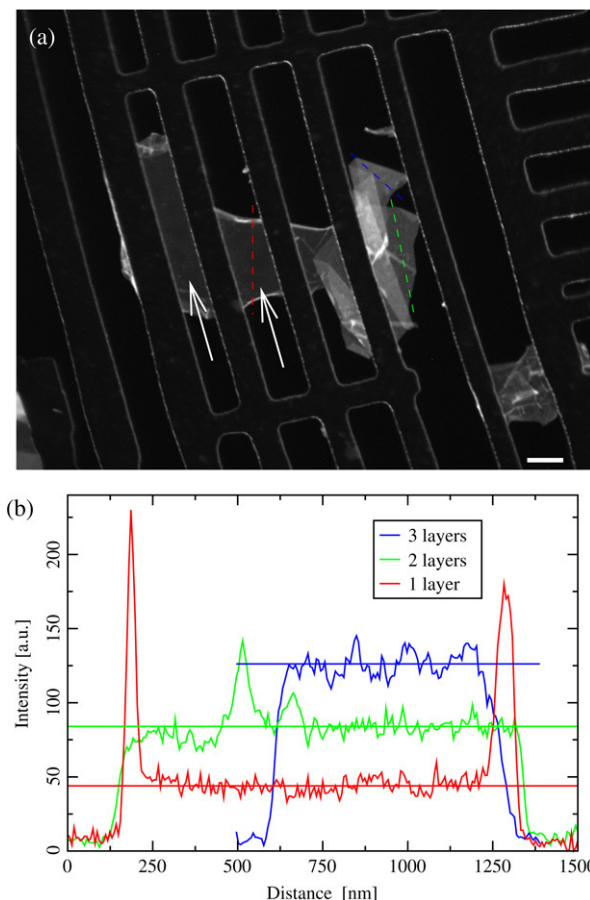 (a)
(b)
3 layers
2 layers
1 layer
Intensity [a.u.]
200
150
100
50
0
0 250 500 750 1000 1250 1500
Distance [nm]